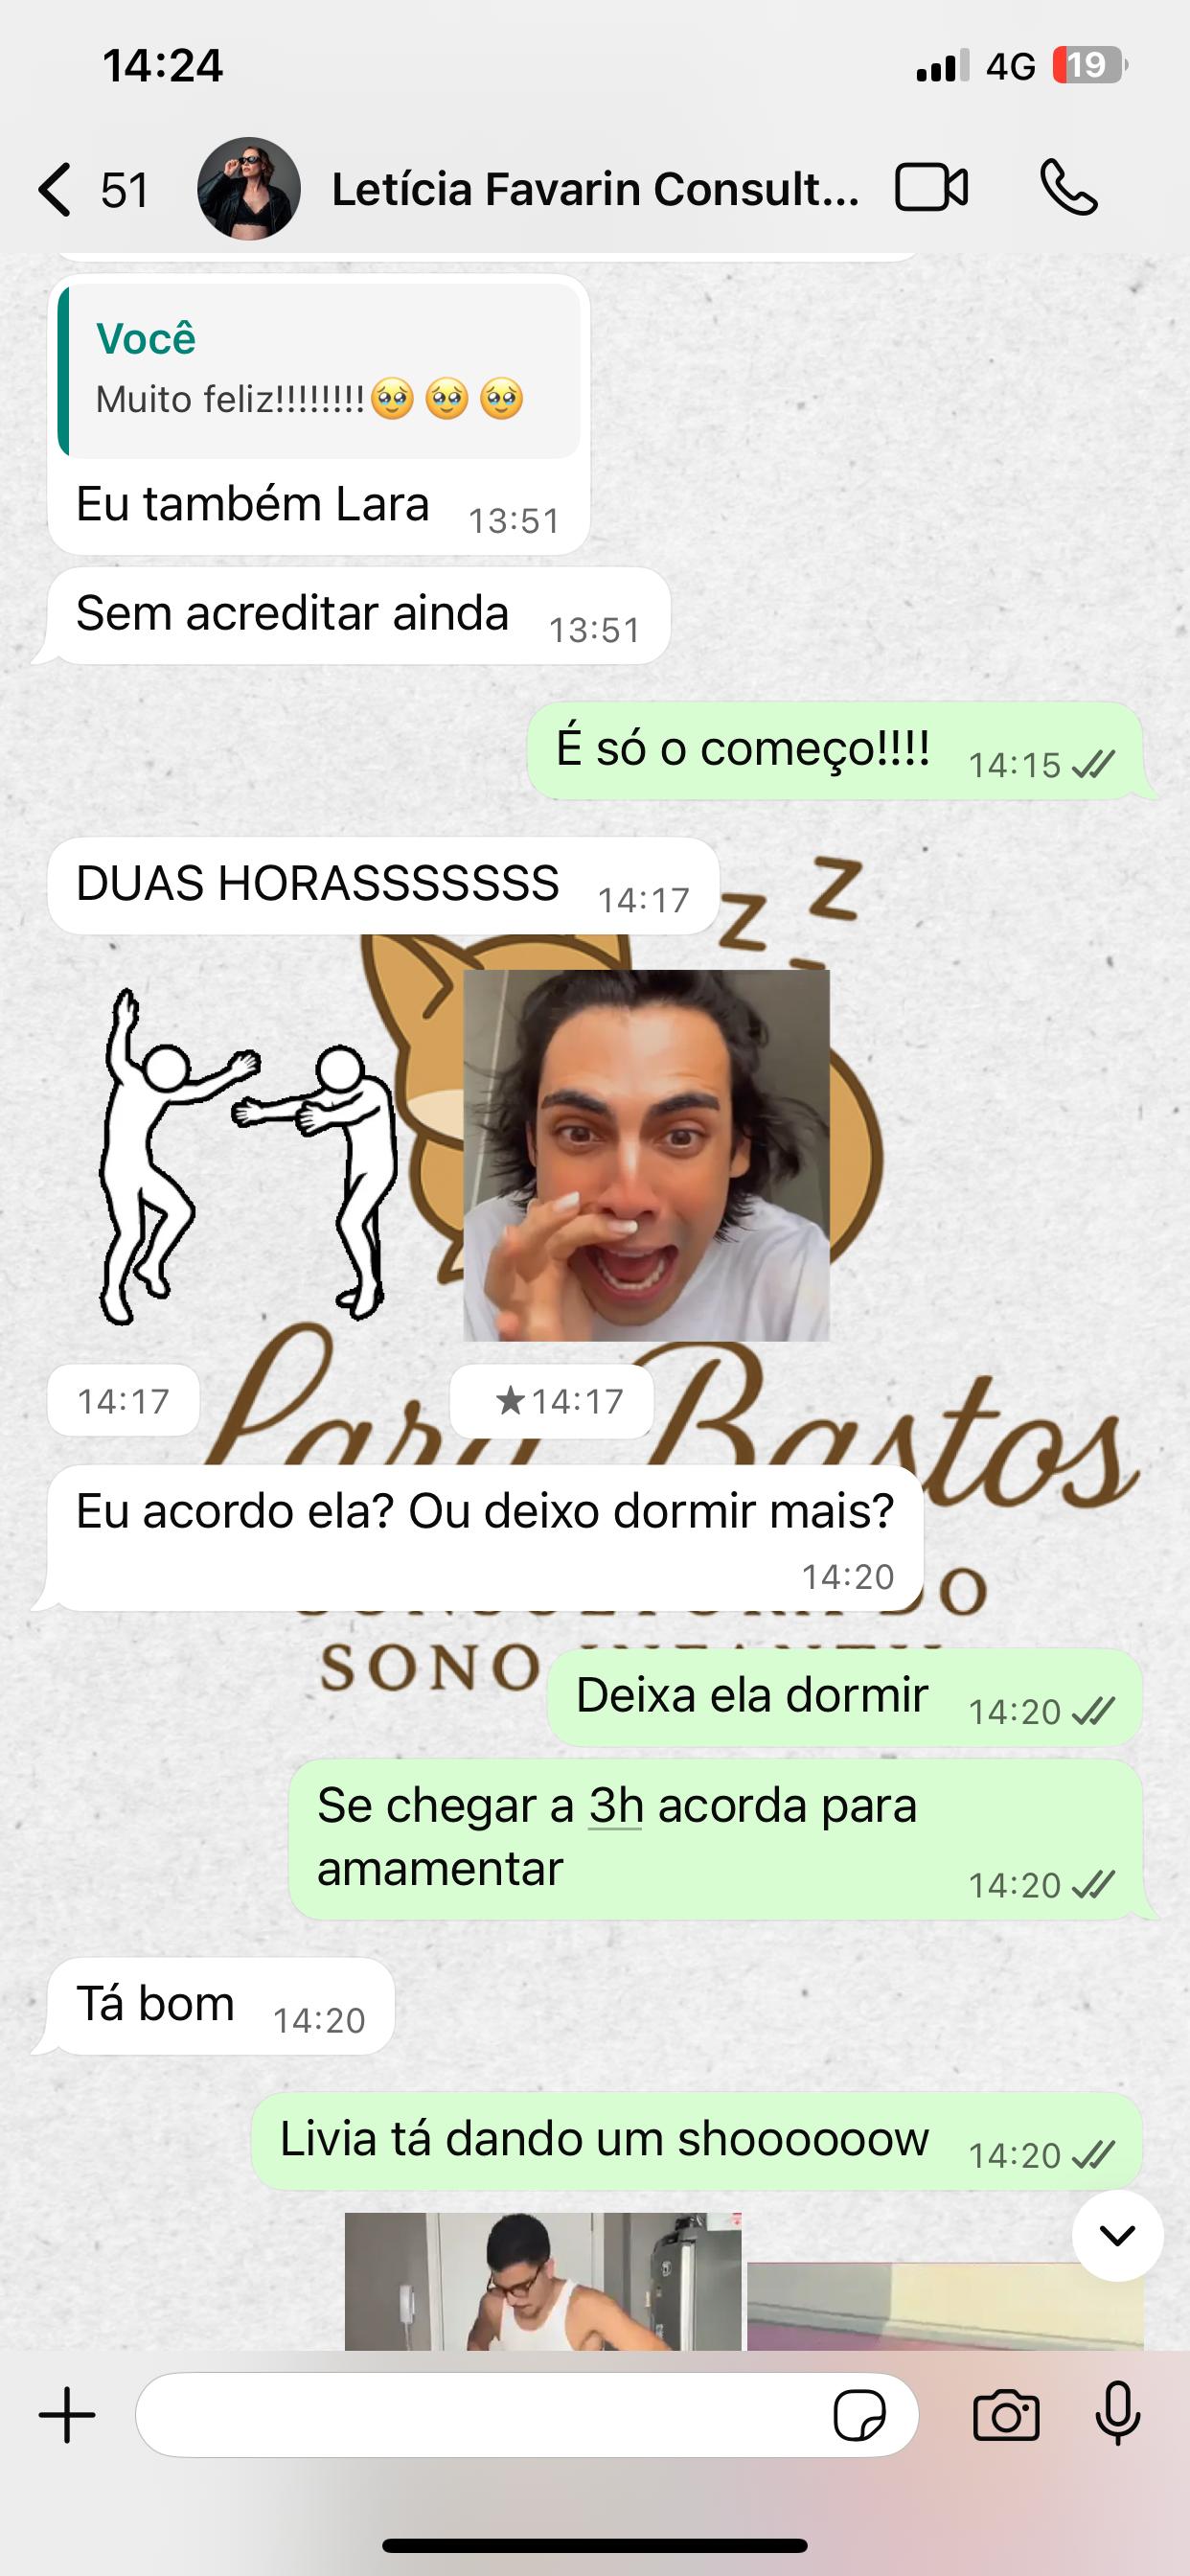 14:24
4G
19
51
Letícia Favarin Consult...
Você
Muito feliz!!!!!!!!🥹🥹🥹
Eu também Lara 13:51
Sem acreditar ainda 13:51
É só o começo!!!! 14:15
DUAS HORASSSSSSS 14:17
z z
14:17
★14:17
Lara Bastos
Eu acordo ela? Ou deixo dormir mais?
14:20
SONO
Deixa ela dormir 14:20
Se chegar a 3h acorda para
amamentar 14:20
Tá bom 14:20
Livia tá dando um shoooooow 14:20